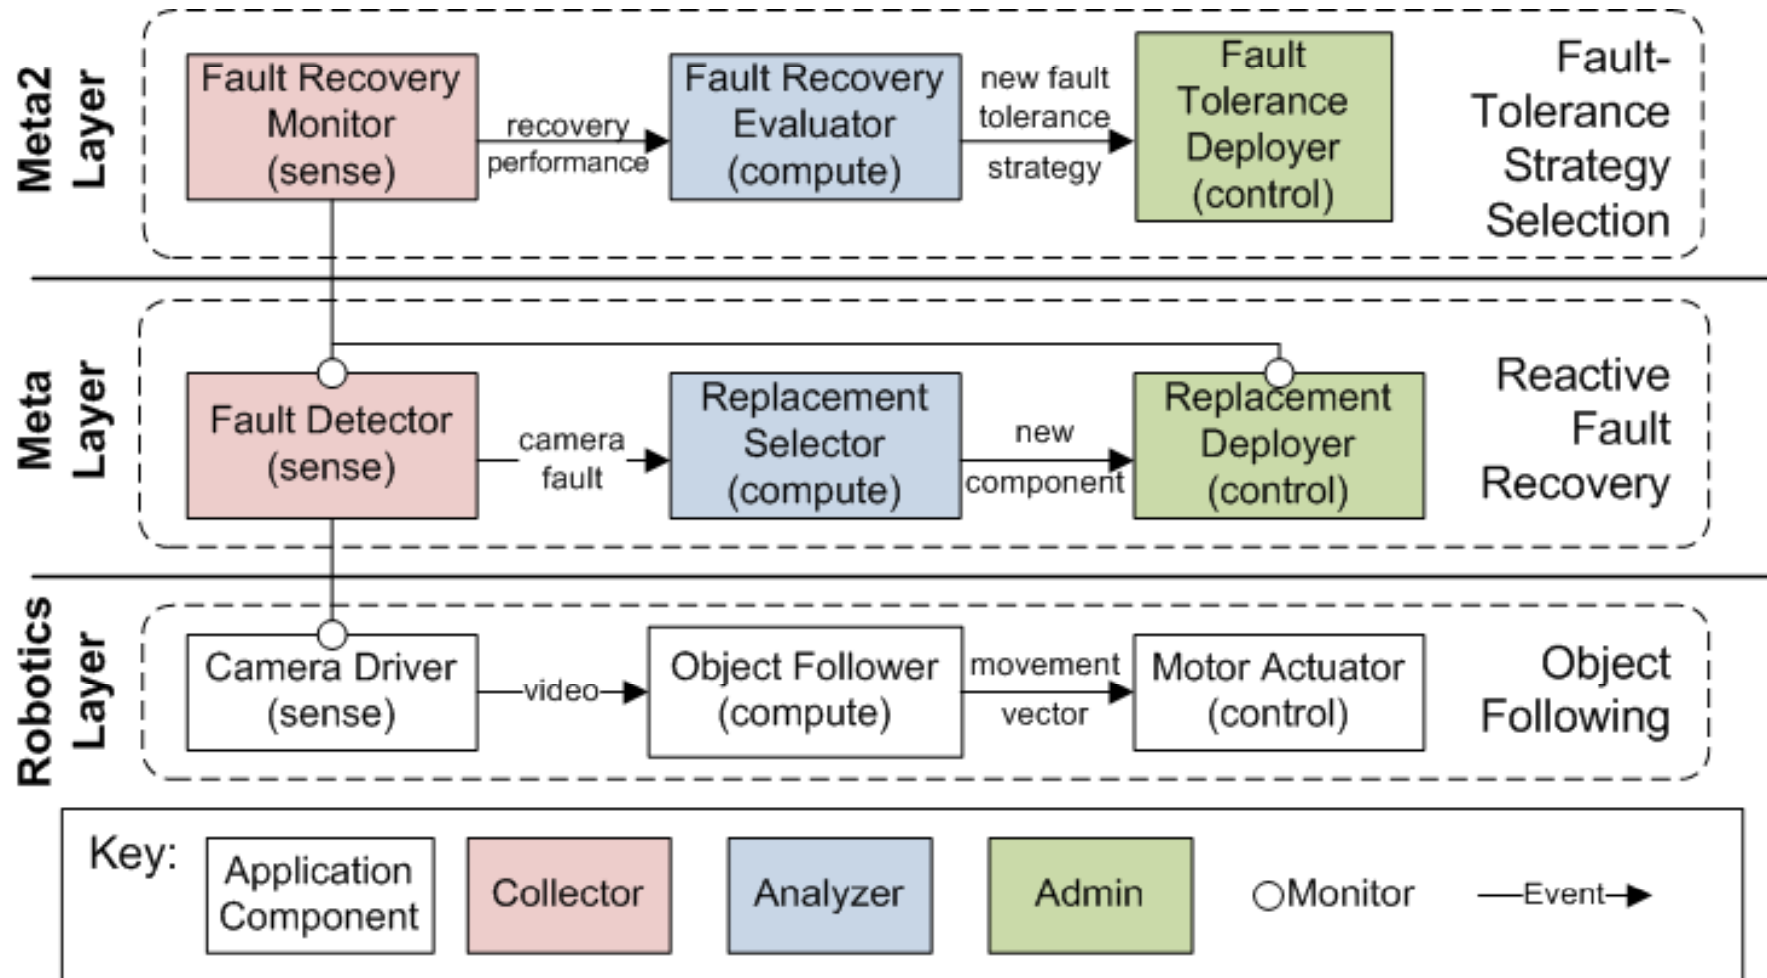 Meta2
Layer
Fault Recovery
Monitor
(sense)
recovery
performance
Fault Recovery
Evaluator
(compute)
new fault
tolerance
strategy
Fault
Tolerance
Deployer
(control)
Fault-
Tolerance
Strategy
Selection
Meta
Layer
Fault Detector
(sense)
camera
fault
Replacement
Selector
(compute)
new
component
Replacement
Deployer
(control)
Reactive
Fault
Recovery
Robotics
Layer
Camera Driver
(sense)
video
Object Follower
(compute)
movement
vector
Motor Actuator
(control)
Object
Following
Key:
Application
Component
Collector
Analyzer
Admin
Monitor
Event